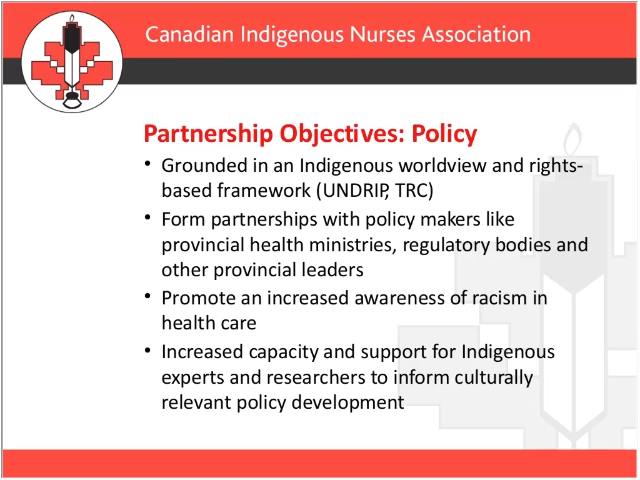 Canadian Indigenous Nurses Association
Partnership Objectives: Policy
• Grounded in an Indigenous worldview and rights-
based framework (UNDRIP, TRC)
• Form partnerships with policy makers like
provincial health ministries, regulatory bodies and
other provincial leaders
• Promote an increased awareness of racism in
health care
• Increased capacity and support for Indigenous
experts and researchers to inform culturally
relevant policy development